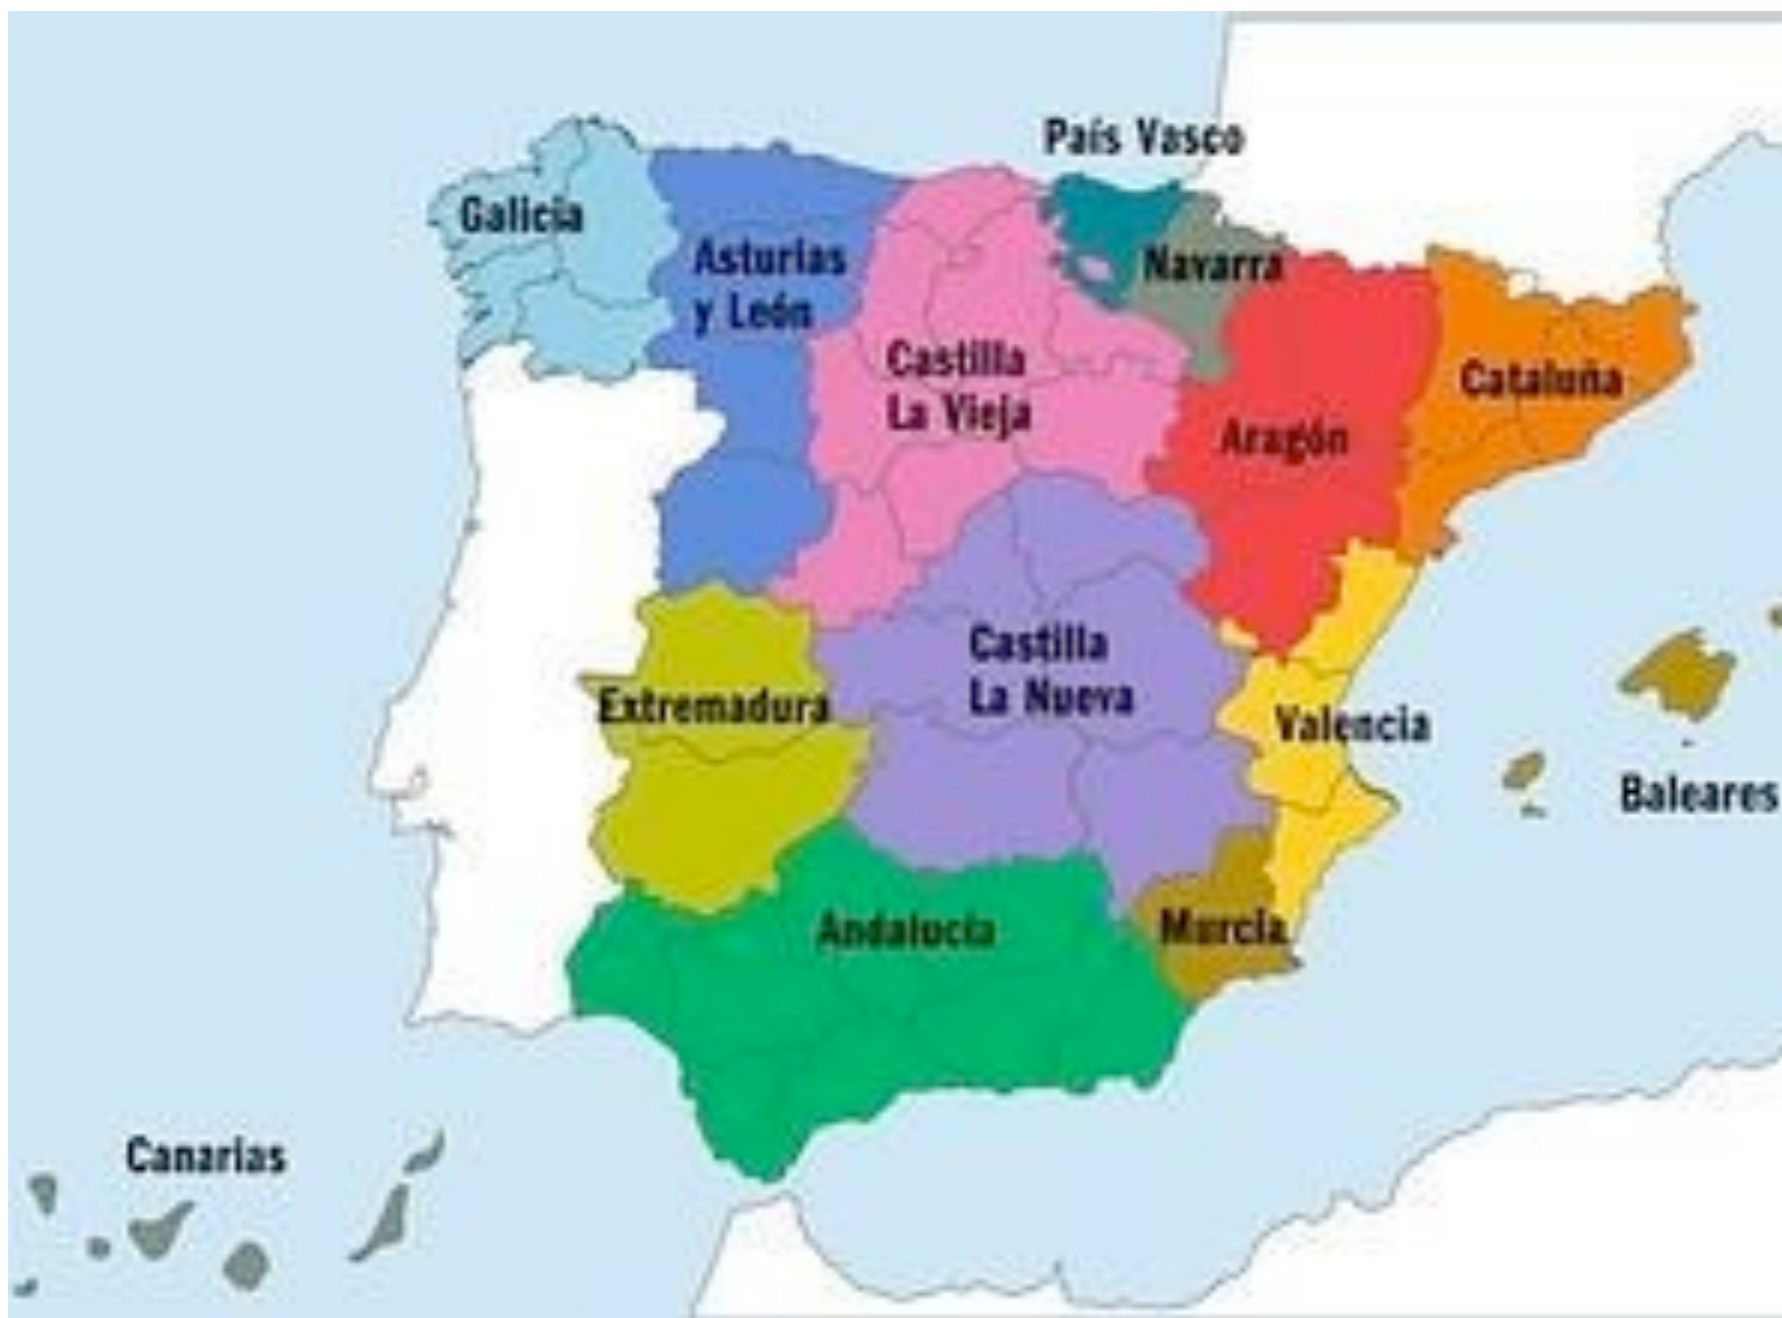 País Vasco
Galicia
Asturias
y León
Navarra
Castilla
La Vieja
Cataluña
Aragón
Castilla
La Nueva
Extremadura
Valencia
Baleares
Andalucía
Murcia
Canarias